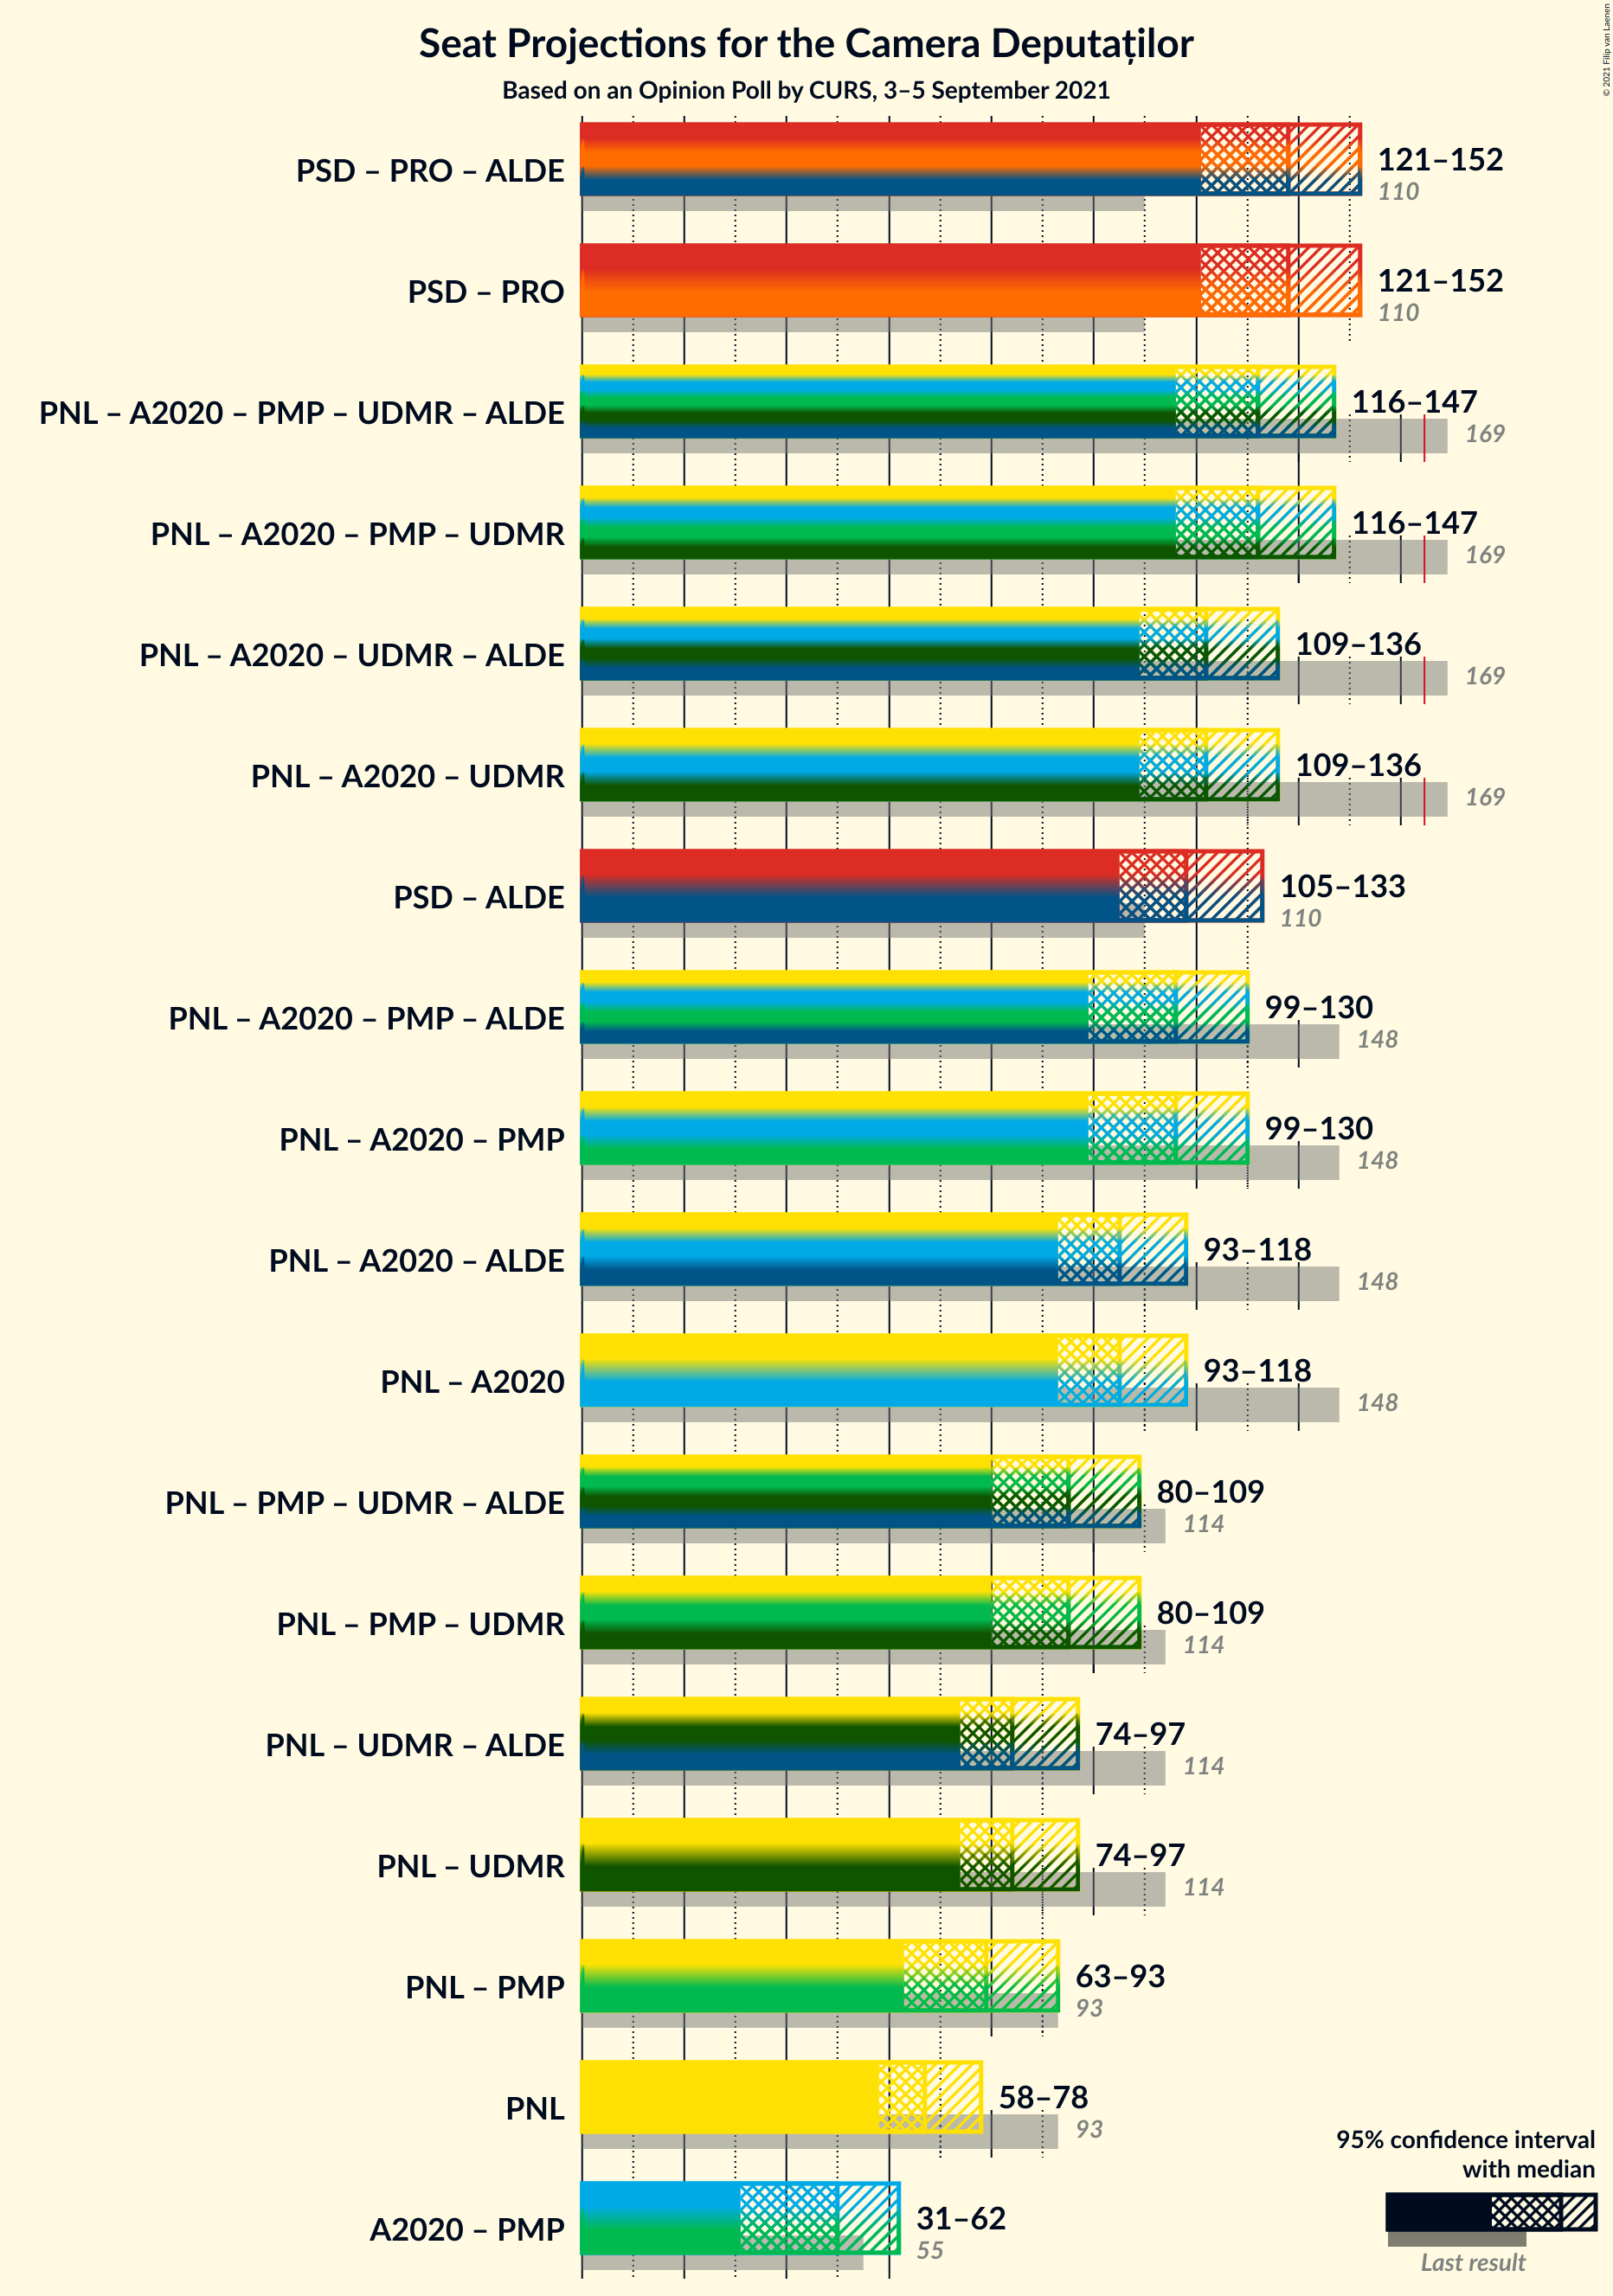 Seat Projections for the Camera Deputaților
Based on an Opinion Poll by CURS, 3–5 September 2021
© 2021 Filip van Laenen
PSD – PRO – ALDE
121–152
110
PSD – PRO
121–152
110
PNL – A2020 – PMP – UDMR – ALDE
116–147
169
PNL – A2020 – PMP – UDMR
116–147
169
PNL – A2020 – UDMR – ALDE
109–136
169
PNL – A2020 – UDMR
109–136
169
PSD – ALDE
105–133
110
PNL – A2020 – PMP – ALDE
99–130
148
PNL – A2020 – PMP
99–130
148
PNL – A2020 – ALDE
93–118
148
PNL – A2020
93–118
148
PNL – PMP – UDMR – ALDE
80–109
114
PNL – PMP – UDMR
80–109
114
PNL – UDMR – ALDE
74–97
114
PNL – UDMR
74–97
114
PNL – PMP
63–93
93
PNL
58–78
93
A2020 – PMP
31–62
55
95% confidence interval
with median
Last result